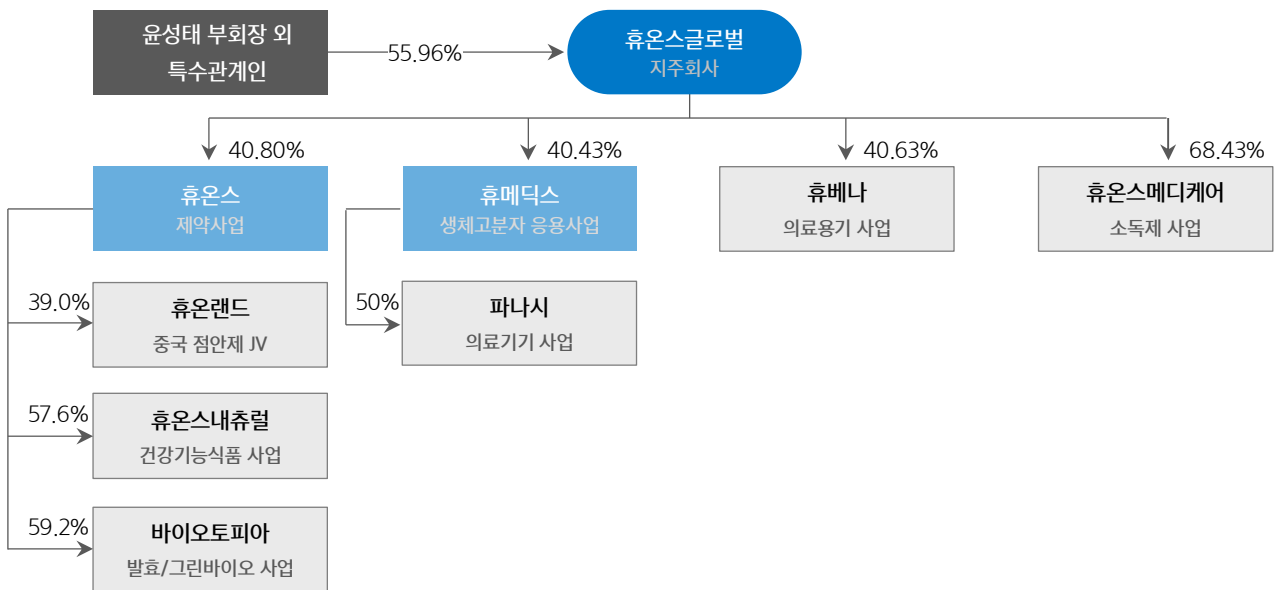 윤성태 부회장 외
특수관계인
55.96%
휴온스글로벌
지주회사
40.80%
40.43%
40.63%
68.43%
휴온스
제약사업
휴메딕스
생체고분자 응용사업
휴베나
의료용기 사업
휴온스메디케어
소독제 사업
39.0%
휴온랜드
중국 점안제 JV
50%
파나시
의료기기 사업
57.6%
휴온스내츄럴
건강기능식품 사업
59.2%
바이오토피아
발효/그린바이오 사업